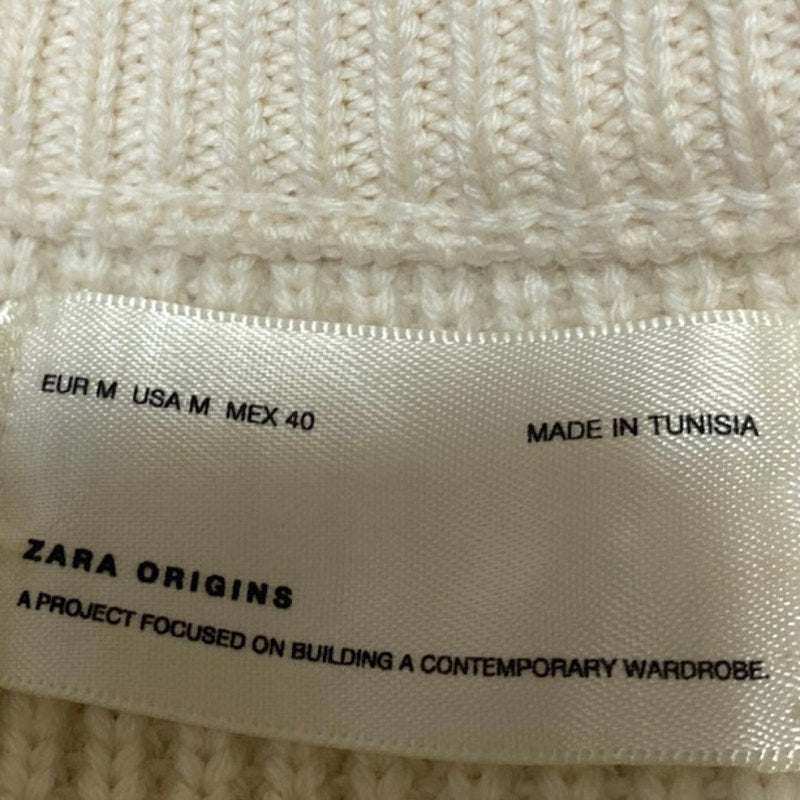 EUR M USA M MEX 40 MADE IN TUNISIA
ZARA ORIGINS
A PROJECT FOCUSED ON BUILDING A CONTEMPORARY WARDROBE.